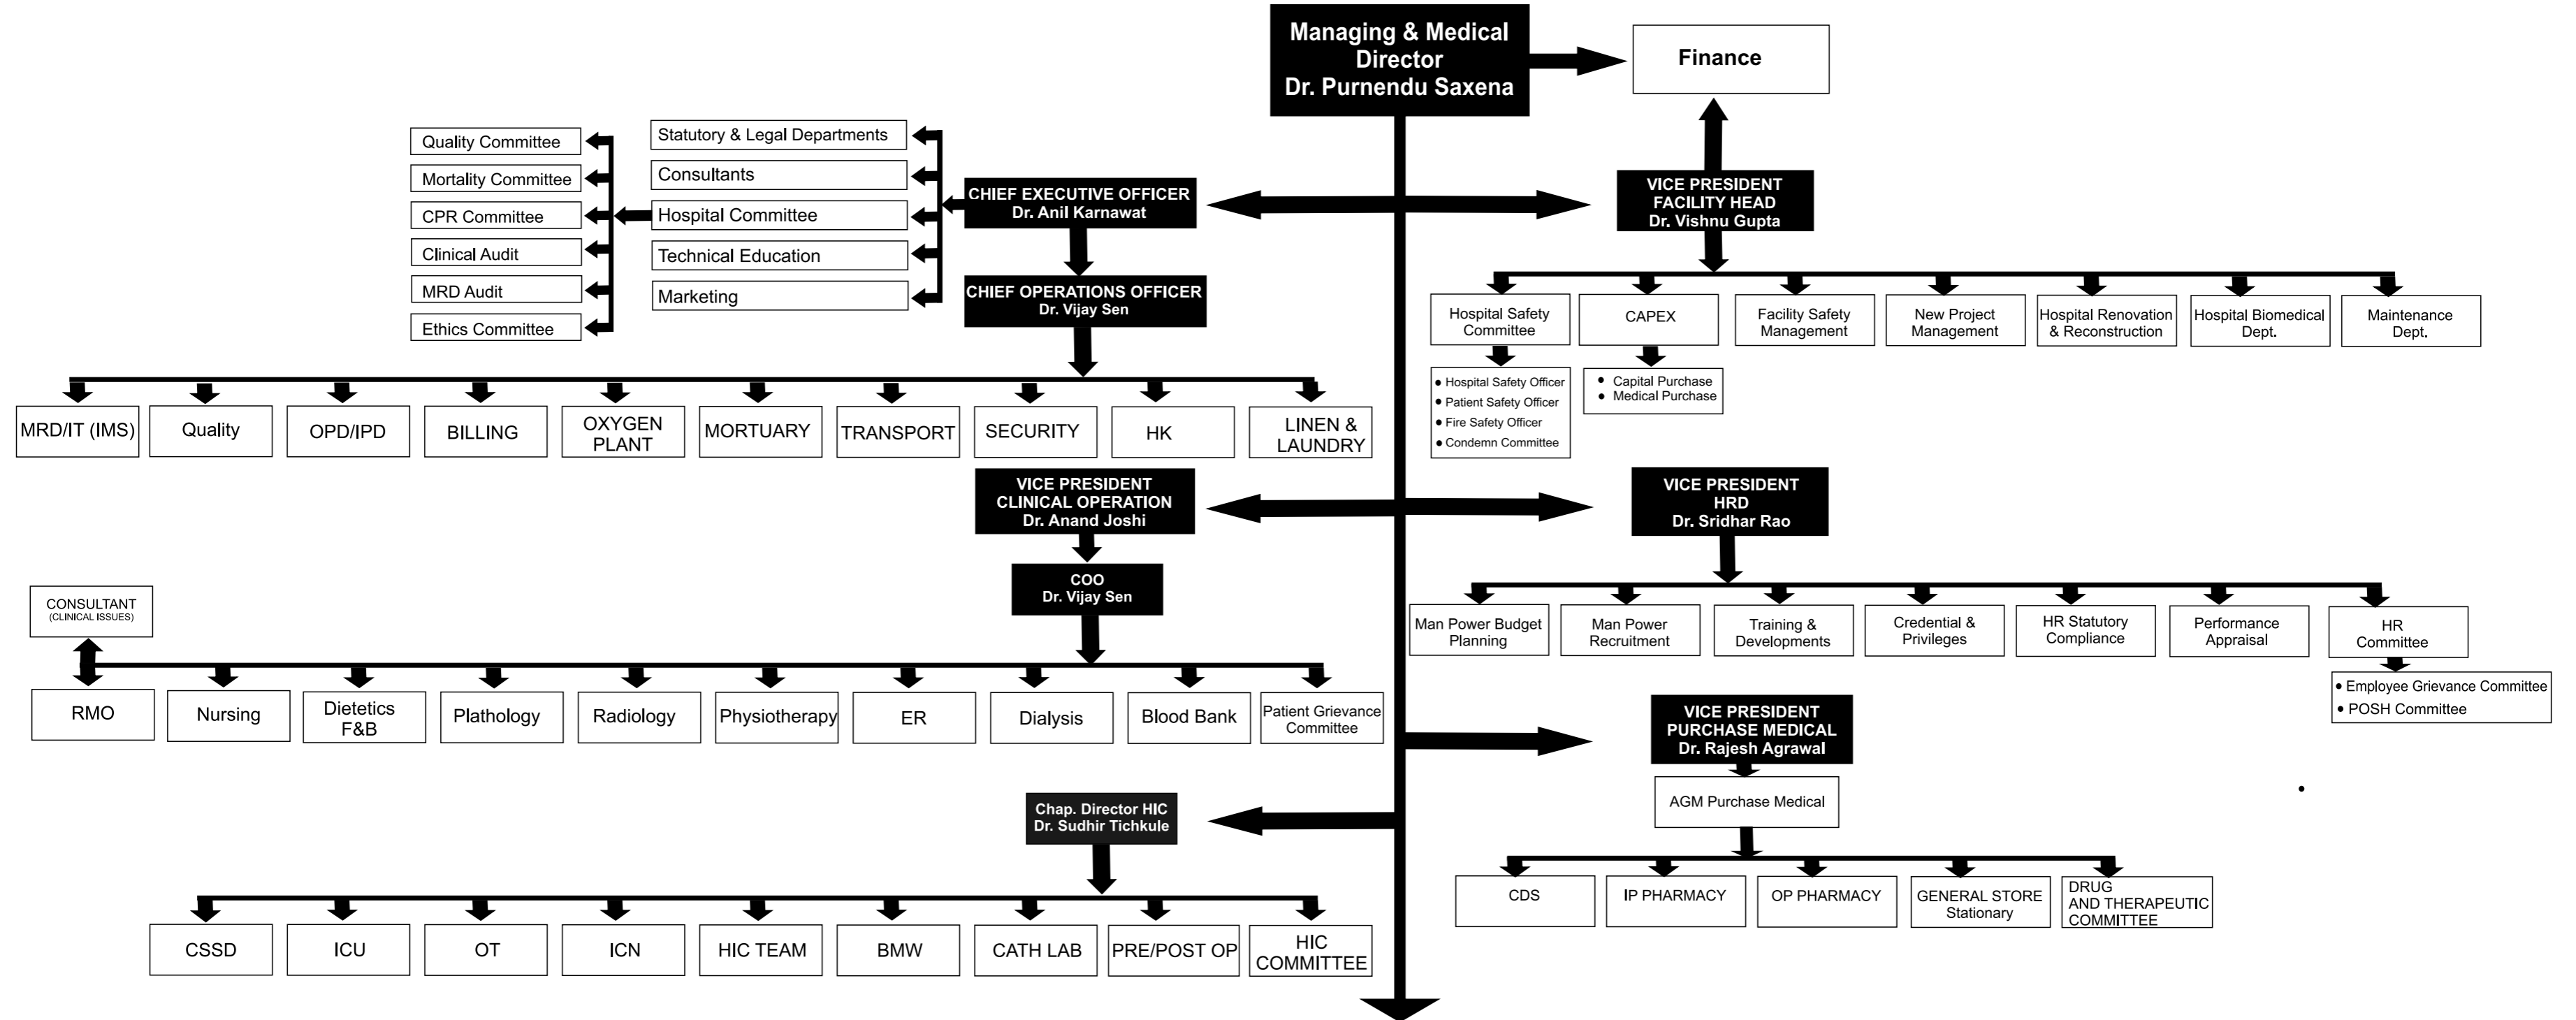 Managing & Medical
Director
Dr. Purnendu Saxena
Finance
Quality Committee
Mortality Committee
CPR Committee
Clinical Audit
MRD Audit
Ethics Committee
Statutory & Legal Departments
Consultants
Hospital Committee
Technical Education
Marketing
CHIEF EXECUTIVE OFFICER
Dr. Anil Karnawat
CHIEF OPERATIONS OFFICER
Dr. Vijay Sen
VICE PRESIDENT
FACILITY HEAD
Dr. Vishnu Gupta
Hospital Safety
Committee
CAPEX
Facility Safety
Management
New Project
Management
Hospital Renovation
& Reconstruction
Hospital Biomedical
Dept.
Maintenance
Dept.
• Hospital Safety Officer
• Patient Safety Officer
• Fire Safety Officer
• Condemn Committee
• Capital Purchase
• Medical Purchase
MRD/IT (IMS)
Quality
OPD/IPD
BILLING
OXYGEN
PLANT
MORTUARY
TRANSPORT
SECURITY
HK
LINEN &
LAUNDRY
VICE PRESIDENT
CLINICAL OPERATION
Dr. Anand Joshi
COO
Dr. Vijay Sen
VICE PRESIDENT
HRD
Dr. Sridhar Rao
CONSULTANT
(CLINICAL ISSUES)
RMO
Nursing
Dietetics
F&B
Plathology
Radiology
Physiotherapy
ER
Dialysis
Blood Bank
Patient Grievance
Committee
Man Power Budget
Planning
Man Power
Recruitment
Training &
Developments
Credential &
Privileges
HR Statutory
Compliance
Performance
Appraisal
HR
Committee
• Employee Grievance Committee
• POSH Committee
VICE PRESIDENT
PURCHASE MEDICAL
Dr. Rajesh Agrawal
AGM Purchase Medical
CDS
IP PHARMACY
OP PHARMACY
GENERAL STORE
Stationary
DRUG
AND THERAPEUTIC
COMMITTEE
Chap. Director HIC
Dr. Sudhir Tichkule
CSSD
ICU
OT
ICN
HIC TEAM
BMW
CATH LAB
PRE/POST OP
HIC
COMMITTEE